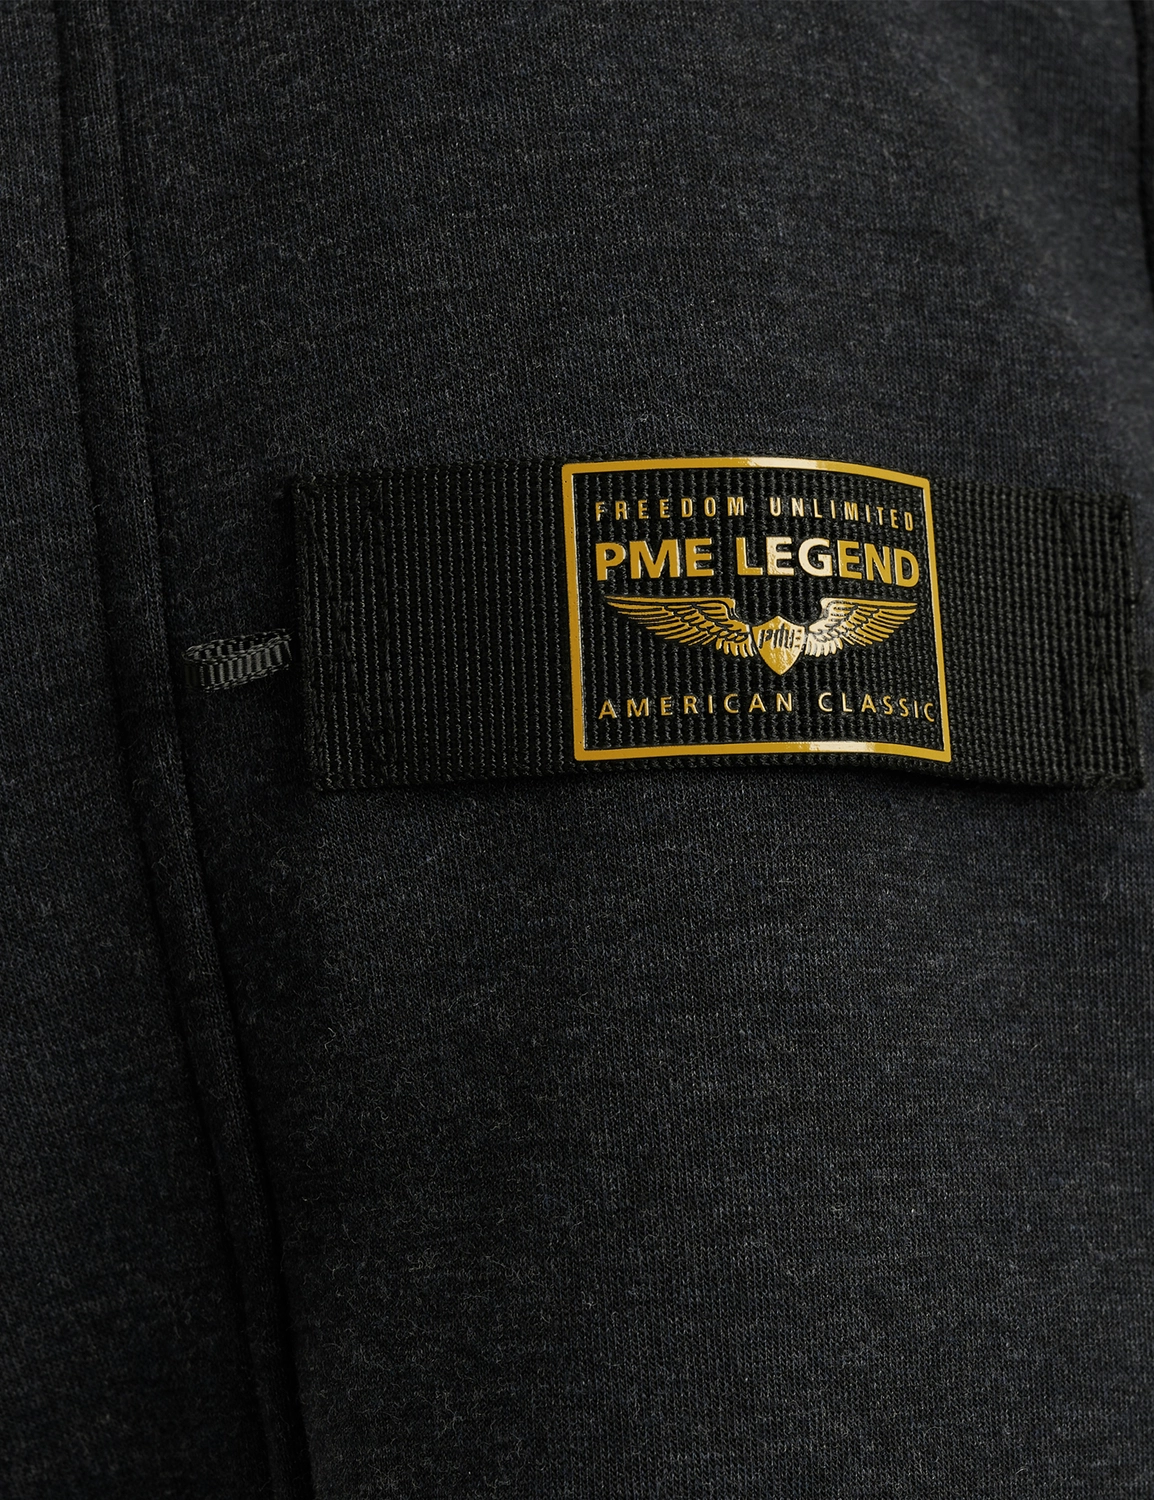 FREEDOM UNLIMITED
PME LEGEND
PME
AMERICAN CLASSIC